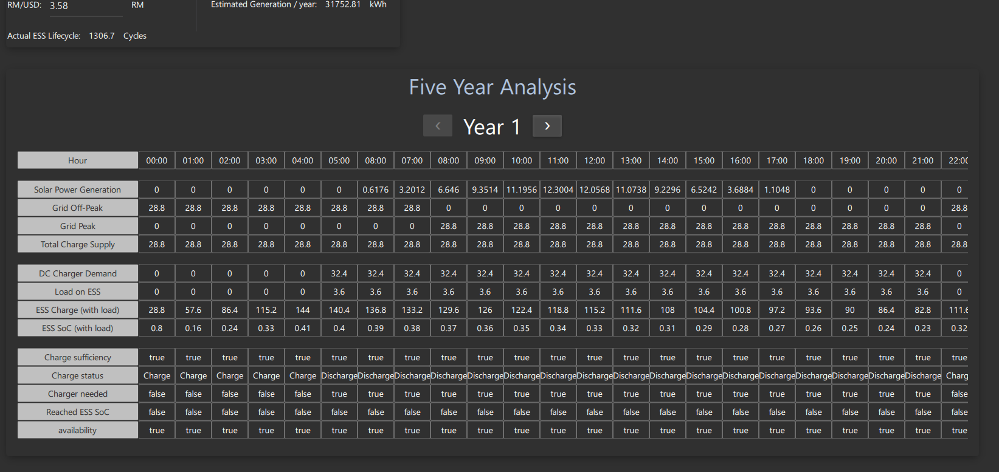 RM/USD: 3.58 RM Estimated Generation / year: 31752.81 kWh
Actual ESS Lifecycle: 1306.7 Cycles
Five Year Analysis
‹ Year 1 ›
Hour 00:00 01:00 02:00 03:00 04:00 05:00 08:00 07:00 08:00 09:00 10:00 11:00 12:00 13:00 14:00 15:00 16:00 17:00 18:00 19:00 20:00 21:00 22:00
Solar Power Generation 0 0 0 0 0 0 0.6176 3.2012 6.646 9.3514 11.1956 12.3004 12.0568 11.0738 9.2296 6.5242 3.6884 1.1048 0 0 0 0 0
Grid Off-Peak 28.8 28.8 28.8 28.8 28.8 28.8 28.8 28.8 0 0 0 0 0 0 0 0 0 0 0 0 0 0 28.8
Grid Peak 0 0 0 0 0 0 0 0 28.8 28.8 28.8 28.8 28.8 28.8 28.8 28.8 28.8 28.8 28.8 28.8 28.8 28.8 0
Total Charge Supply 28.8 28.8 28.8 28.8 28.8 28.8 28.8 28.8 28.8 28.8 28.8 28.8 28.8 28.8 28.8 28.8 28.8 28.8 28.8 28.8 28.8 28.8 28.8
DC Charger Demand 0 0 0 0 0 32.4 32.4 32.4 32.4 32.4 32.4 32.4 32.4 32.4 32.4 32.4 32.4 32.4 32.4 32.4 32.4 32.4 0
Load on ESS 0 0 0 0 0 3.6 3.6 3.6 3.6 3.6 3.6 3.6 3.6 3.6 3.6 3.6 3.6 3.6 3.6 3.6 3.6 3.6 0
ESS Charge (with load) 28.8 57.6 86.4 115.2 144 140.4 136.8 133.2 129.6 126 122.4 118.8 115.2 111.6 108 104.4 100.8 97.2 93.6 90 86.4 82.8 111.6
ESS SoC (with load) 0.8 0.16 0.24 0.33 0.41 0.4 0.39 0.38 0.37 0.36 0.35 0.34 0.33 0.32 0.31 0.29 0.28 0.27 0.26 0.25 0.24 0.23 0.32
Charge sufficiency true true true true true true true true true true true true true true true true true true true true true true true
Charge status Charge Charge Charge Charge Charge Discharge Discharge Discharge Discharge Discharge Discharge Discharge Discharge Discharge Discharge Discharge Discharge Discharge Discharge Discharge Discharge Discharge Charg
Charger needed false false false false false true true true true true true true true true true true true true true true true true false
Reached ESS SoC false false false false false false false false false false false false false false false false false false false false false false false
availability true true true true true true true true true true true true true true true true true true true true true true true